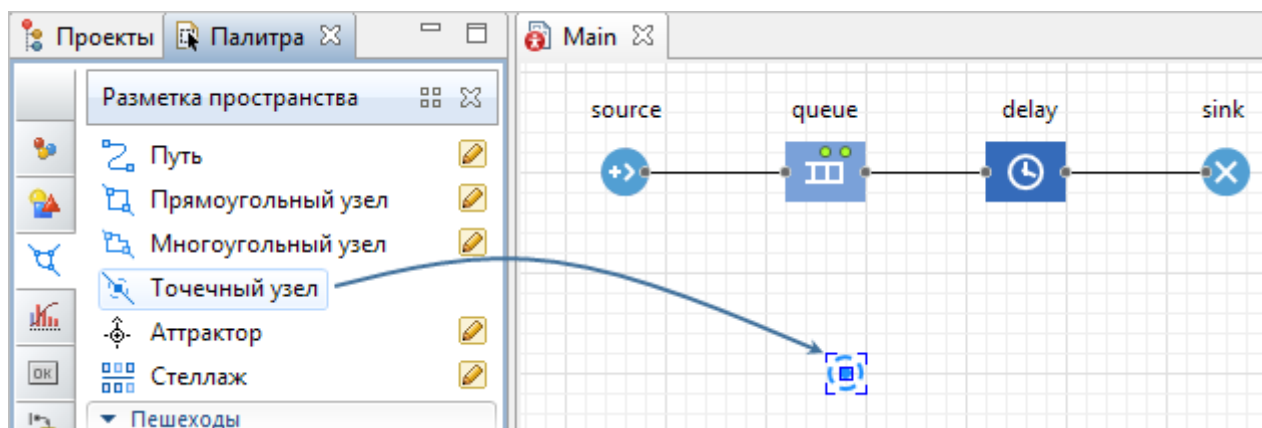 Проекты Палитра Main
Разметка пространства
source queue delay sink
Путь
Прямоугольный узел
Многоугольный узел
Точечный узел
Аттрактор
OK Стеллаж
Пешеходы